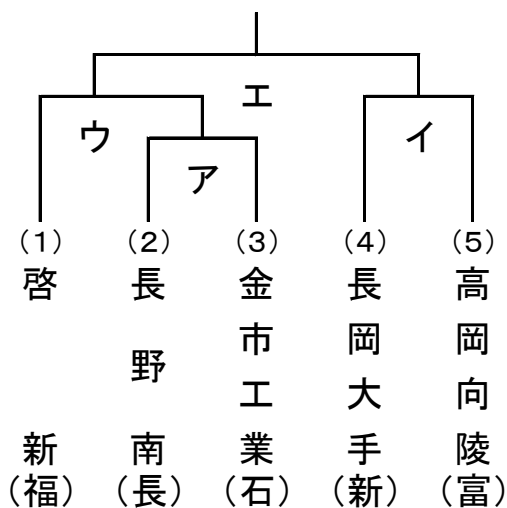 エ
ウ
イ
ア
（1）
（2）
（3）
（4）
（5）
啓新（福）
長野南（長）
金市工業（石）
長岡大手（新）
高岡向陵（富）